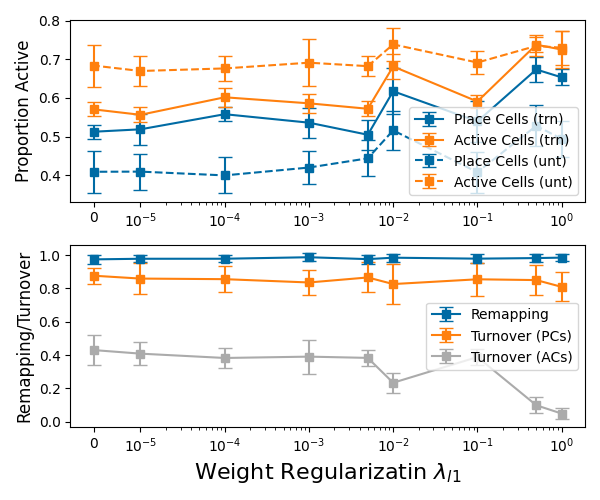 Proportion Active
0.8
0.7
0.6
0.5
0.4
Place Cells (trn)
Active Cells (trn)
Place Cells (unt)
Active Cells (unt)
0 10⁻⁵ 10⁻⁴ 10⁻³ 10⁻² 10⁻¹ 10⁰
Remapping/Turnover
1.0
0.8
0.6
0.4
0.2
0.0
Remapping
Turnover (PCs)
Turnover (ACs)
0 10⁻⁵ 10⁻⁴ 10⁻³ 10⁻² 10⁻¹ 10⁰
Weight Regularizatin λl1